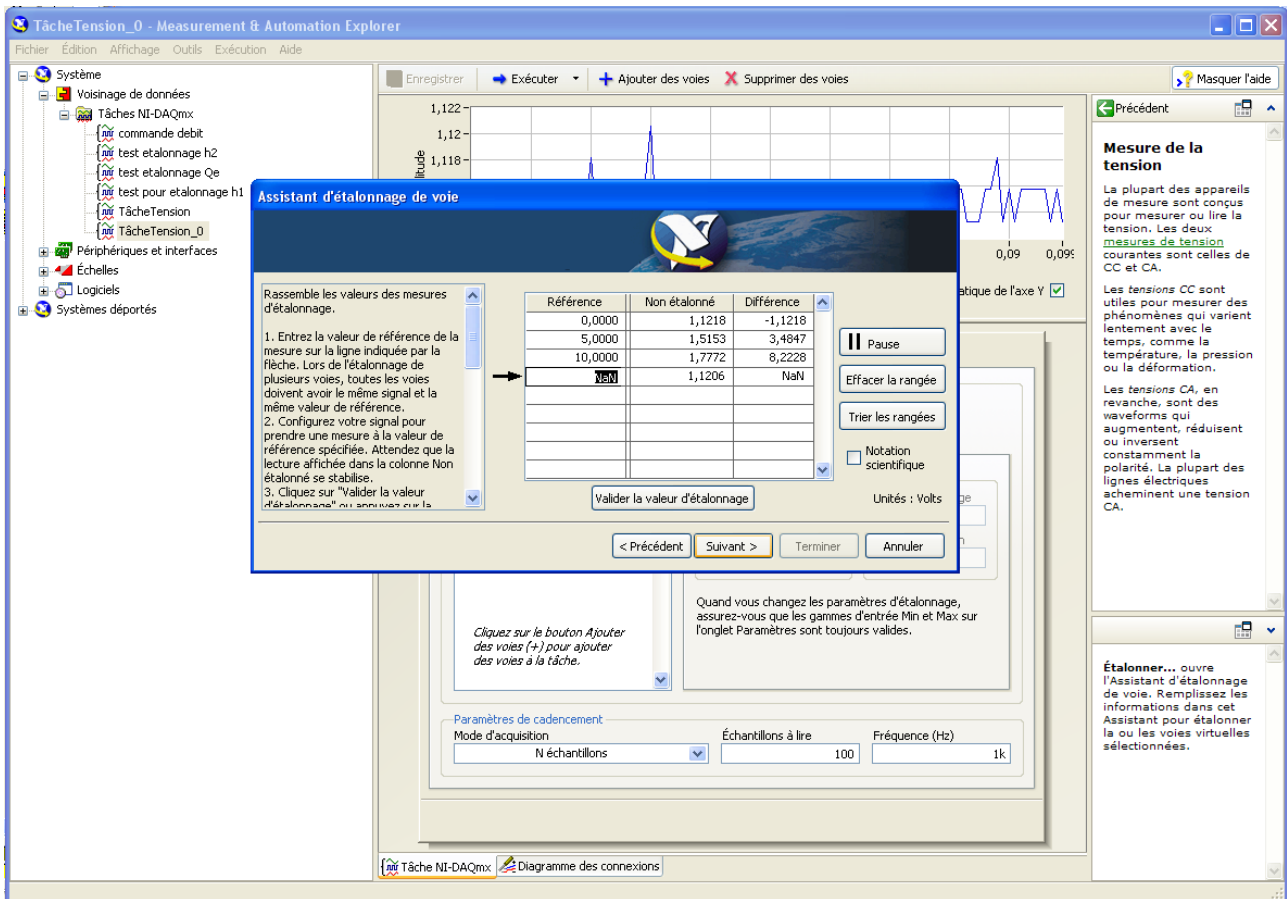 TâcheTension_0 - Measurement & Automation Explorer
Fichier Édition Affichage Outils Exécution Aide
Système
Voisinage de données
Tâches NI-DAQmx
commande debit
test etalonnage h2
test etalonnage Qe
test pour etalonnage h1
TâcheTension
TâcheTension_0
Périphériques et interfaces
Échelles
Logiciels
Systèmes déportés
Enregistrer Exécuter Ajouter des voies Supprimer des voies Masquer l'aide
1,122
1,12
1,118
0,09
atique de l'axe Y
Assistant d'étalonnage de voie
Rassemble les valeurs des mesures
d'étalonnage.
1. Entrez la valeur de référence de la
mesure sur la ligne indiquée par la
flèche. Lors de l'étalonnage de
plusieurs voies, toutes les voies
doivent avoir le même signal et la
même valeur de référence.
2. Configurez votre signal pour
prendre une mesure à la valeur de
référence spécifiée. Attendez que la
lecture affichée dans la colonne Non
étalonné se stabilise.
3. Cliquez sur "Valider la valeur
d'étalonnage" ou appuyez sur la
Référence Non étalonné Différence
0,0000 1,1218 -1,1218
5,0000 1,5153 3,4847
10,0000 1,7772 8,2228
NaN 1,1206 NaN
Pause
Effacer la rangée
Trier les rangées
Notation
scientifique
Valider la valeur d'étalonnage
Unités : Volts
< Précédent Suivant > Terminer Annuler
Cliquez sur le bouton Ajouter
des voies (+) pour ajouter
des voies à la tâche.
Quand vous changez les paramètres d'étalonnage,
assurez-vous que les gammes d'entrée Min et Max sur
l'onglet Paramètres sont toujours valides.
Paramètres de cadencement
Mode d'acquisition Échantillons à lire Fréquence (Hz)
N échantillons 100 1k
Tâche NI-DAQmx Diagramme des connexions
Précédent
Mesure de la
tension
La plupart des appareils
de mesure sont conçus
pour mesurer ou lire la
tension. Les deux
mesures de tension
courantes sont celles de
CC et CA.
Les tensions CC sont
utiles pour mesurer des
phénomènes qui varient
lentement avec le
temps, comme la
température, la pression
ou la déformation.
Les tensions CA, en
revanche, sont des
waveforms qui
augmentent, réduisent
ou inversent
constamment la
polarité. La plupart des
lignes électriques
acheminent une tension
CA.
Étalonner... ouvre
l'Assistant d'étalonnage
de voie. Remplissez les
informations dans cet
Assistant pour étalonner
la ou les voies virtuelles
sélectionnées.